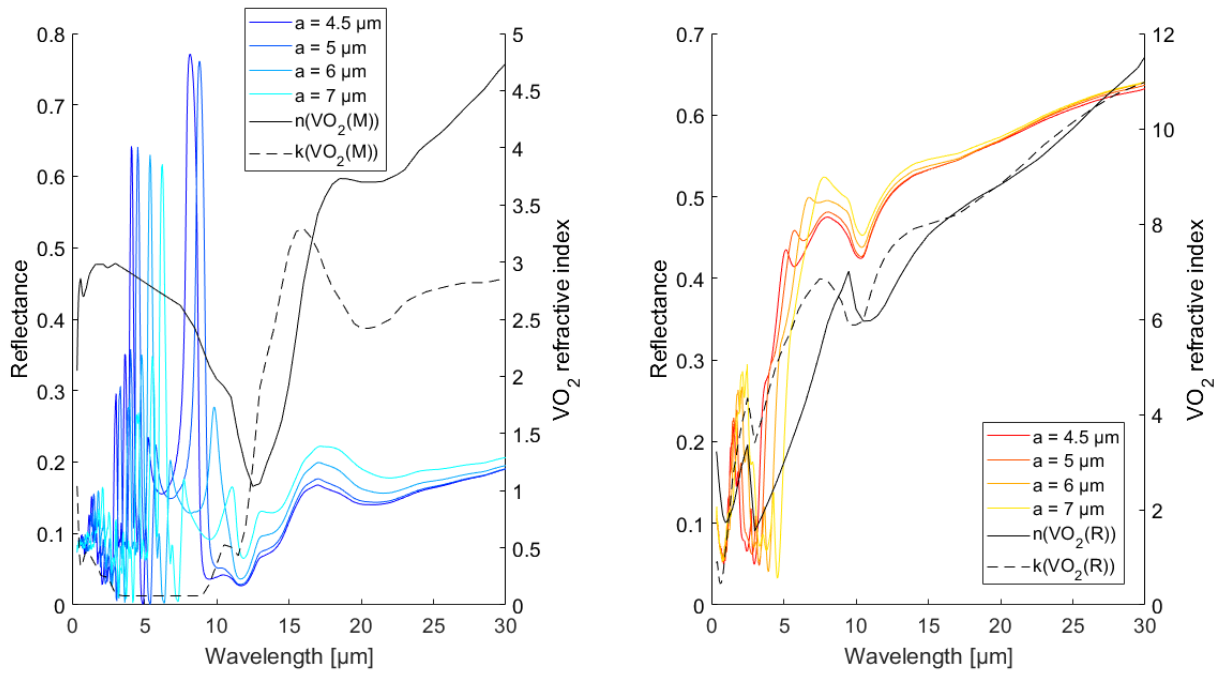 a = 4.5 µm
a = 5 µm
a = 6 µm
a = 7 µm
n(VO2(M))
k(VO2(M))
0.8
0.7
0.6
0.5
0.4
0.3
0.2
0.1
0
Reflectance
0 5 10 15 20 25 30
Wavelength [µm]
5
4.5
4
3.5
3
2.5
2
1.5
1
0.5
0
VO2 refractive index
0.7
0.6
0.5
0.4
0.3
0.2
0.1
0
Reflectance
a = 4.5 µm
a = 5 µm
a = 6 µm
a = 7 µm
n(VO2(R))
k(VO2(R))
0 5 10 15 20 25 30
Wavelength [µm]
12
10
8
6
4
2
0
VO2 refractive index